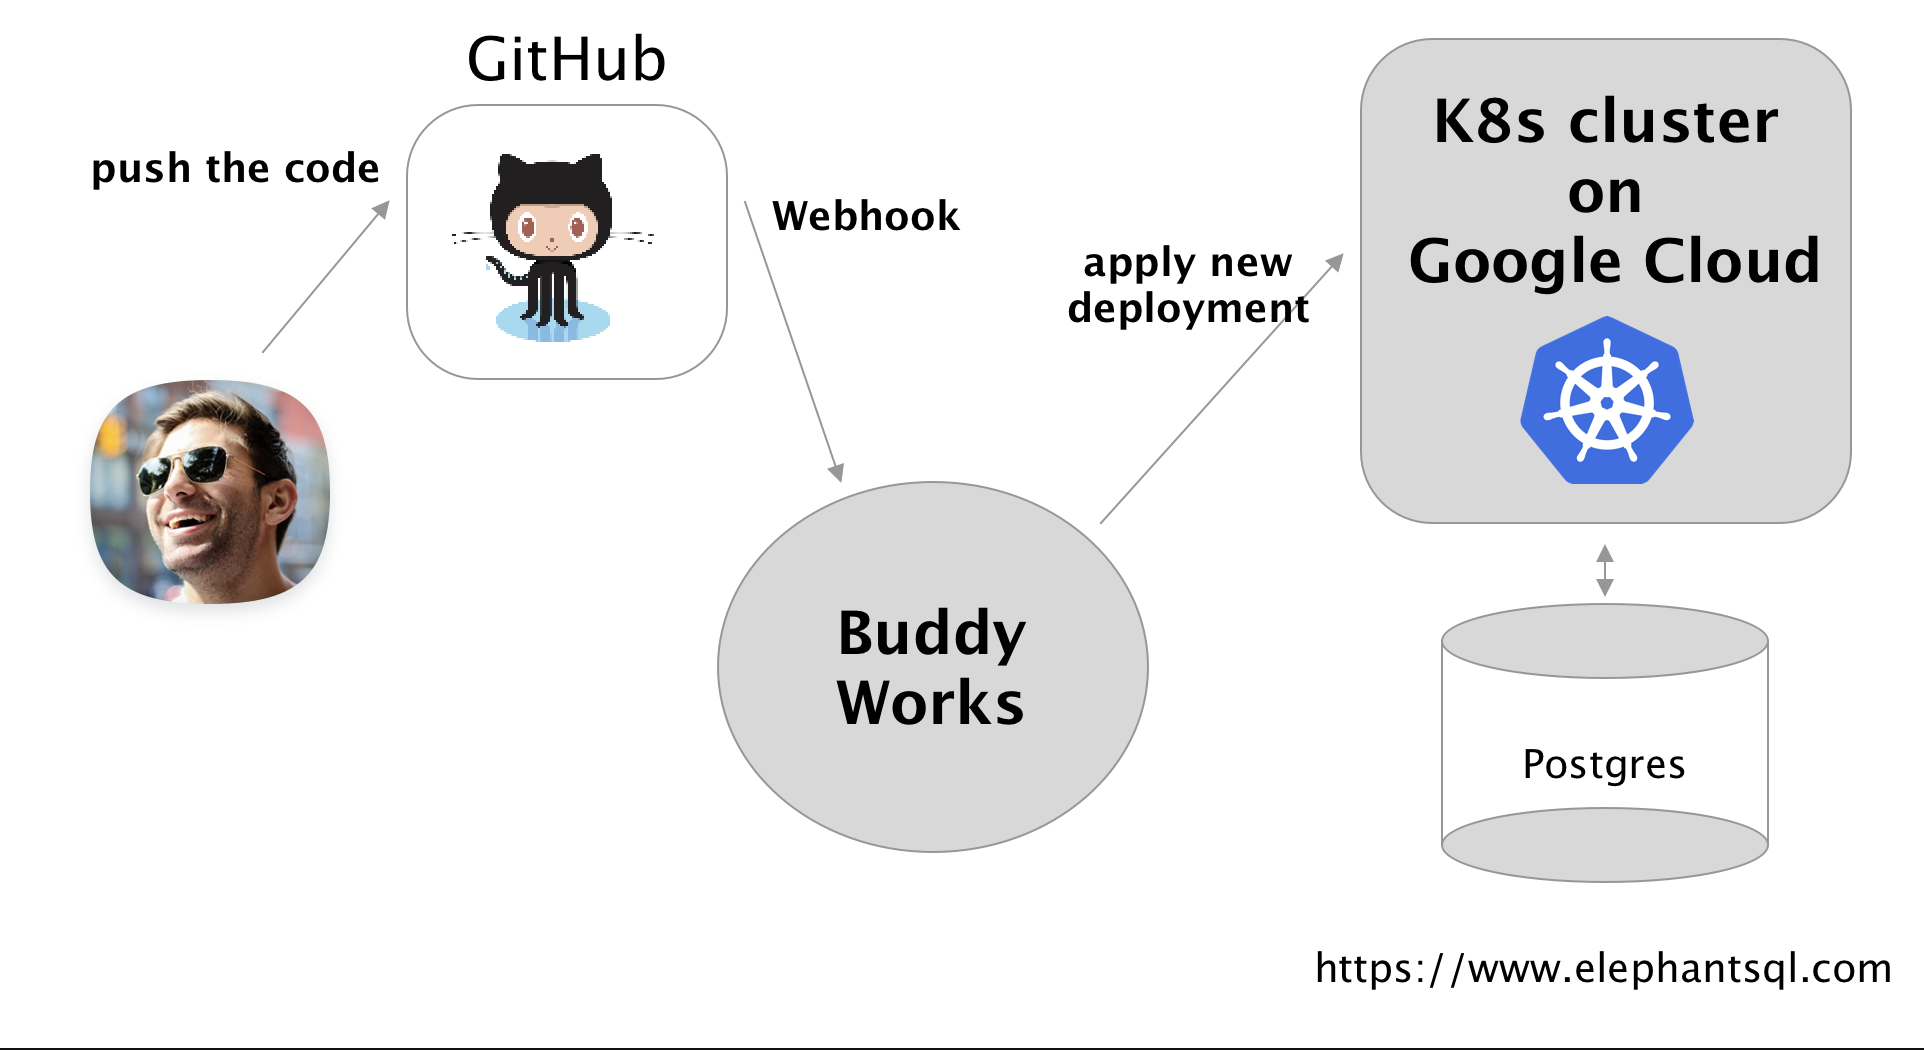 GitHub
push the code
Webhook
apply new
deployment
K8s cluster
on
Google Cloud
Buddy
Works
Postgres
https://www.elephantsql.com